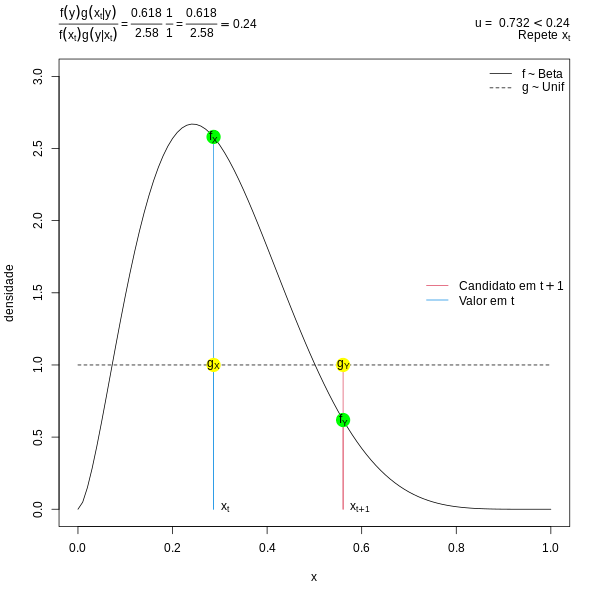 f(y)g(xₜ|y) / f(xₜ)g(y|xₜ) = 0.618 / 2.58 1 / 1 = 0.618 / 2.58 = 0.24
u = 0.732 < 0.24
Repete xₜ
f ~ Beta
g ~ Unif
3.0
2.5
2.0
1.5
1.0
0.5
0.0
densidade
fₓ
Candidato em t + 1
Valor em t
gₓ
gY
fY
xₜ
xₜ₊₁
0.0 0.2 0.4 0.6 0.8 1.0
x